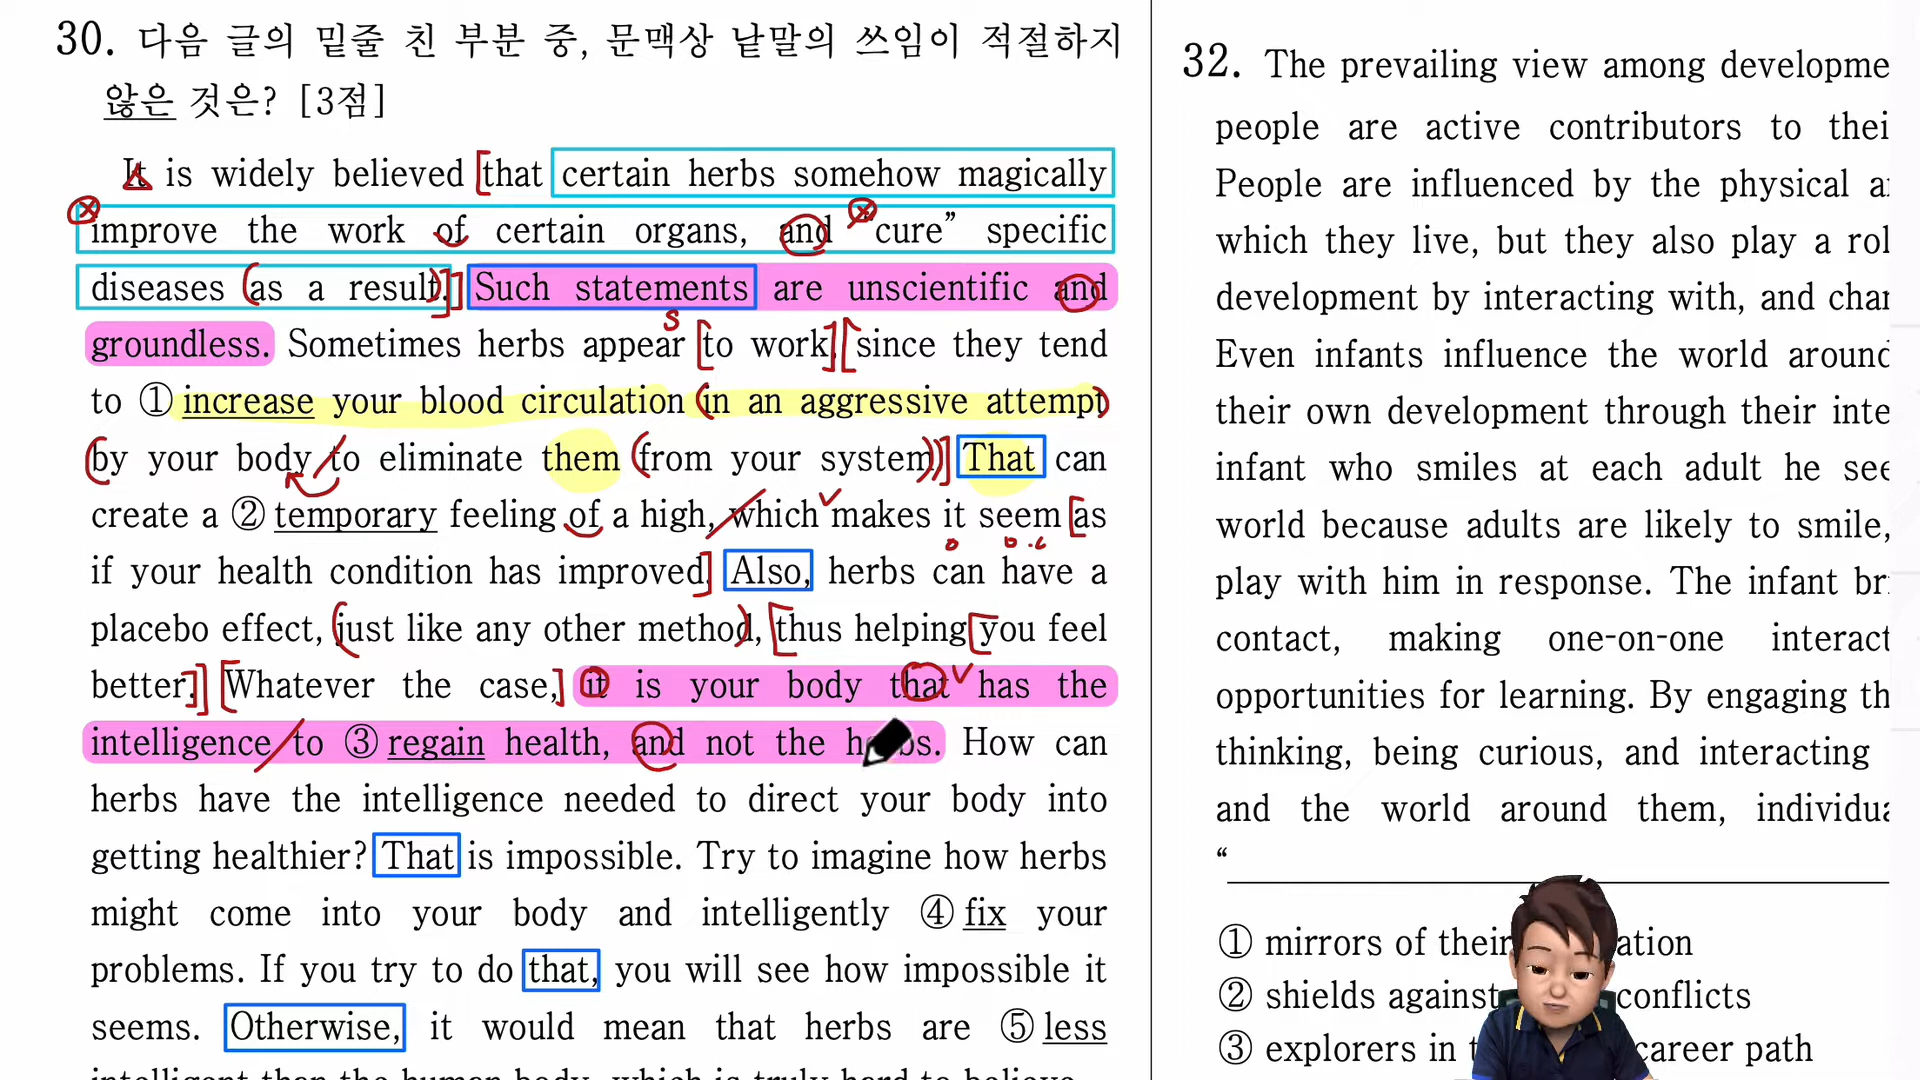 30. 다음 글의 밑줄 친 부분 중, 문맥상 낱말의 쓰임이 적절하지
않은 것은? [3점]
It is widely believed that certain herbs somehow magically
improve the work of certain organs, and “cure” specific
diseases as a result. Such statements are unscientific and
groundless. Sometimes herbs appear to work, since they tend
to ① increase your blood circulation in an aggressive attempt
by your body to eliminate them from your system. That can
create a ② temporary feeling of a high, which makes it seem as
if your health condition has improved. Also, herbs can have a
placebo effect, just like any other method, thus helping you feel
better. Whatever the case, it is your body that has the
intelligence to ③ regain health, and not the herbs. How can
herbs have the intelligence needed to direct your body into
getting healthier? That is impossible. Try to imagine how herbs
might come into your body and intelligently ④ fix your
problems. If you try to do that, you will see how impossible it
seems. Otherwise, it would mean that herbs are ⑤ less
intelligent than the human body, which is truly hard to believe.
32. The prevailing view among developme
people are active contributors to thei
People are influenced by the physical a
which they live, but they also play a rol
development by interacting with, and cha
Even infants influence the world around
their own development through their inte
infant who smiles at each adult he see
world because adults are likely to smile,
play with him in response. The infant bri
contact, making one-on-one interact
opportunities for learning. By engaging th
thinking, being curious, and interacting
and the world around them, individua
“
① mirrors of their ation
② shields against conflicts
③ explorers in career path